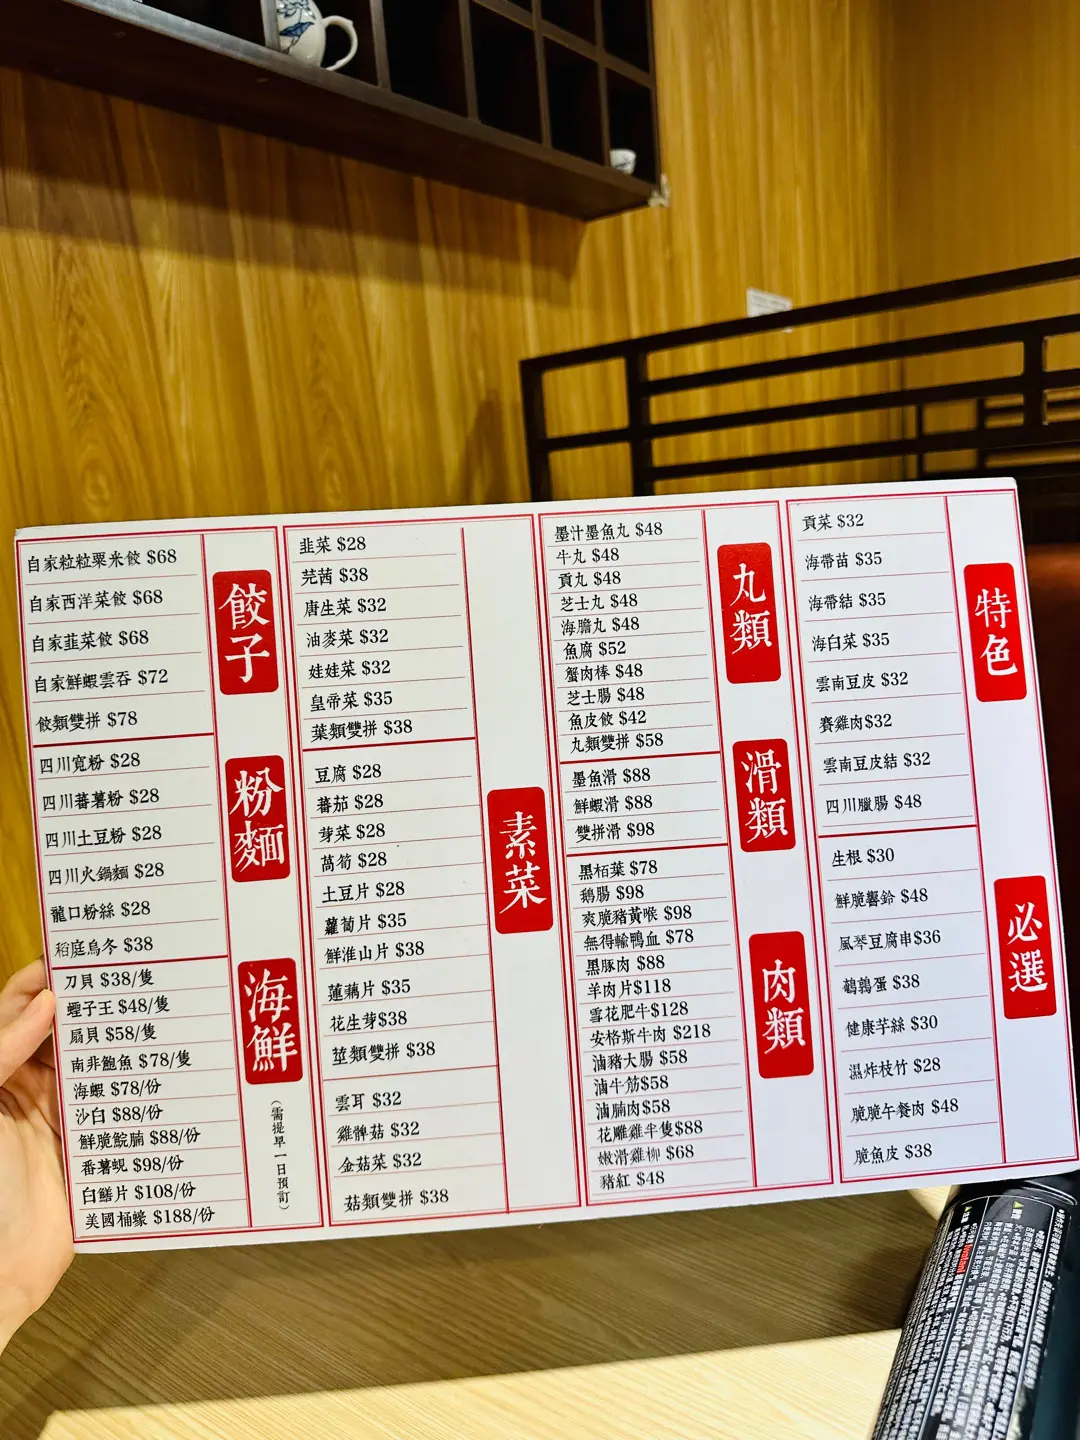 特色
貢菜 $32
海帶苗 $35
海帶結 $35
海白菜 $35
雲南豆皮 $32
賽雞肉$32
雲南豆皮結 $32
四川臘腸 $48
必選
生根 $30
鮮脆響鈴 $48
風琴豆腐串$36
鵪鶉蛋 $38
健康芋絲 $30
濕炸枝竹 $28
脆脆午餐肉 $48
脆魚皮 $38
丸類
墨汁墨魚丸 $48
牛丸 $48
貢丸 $48
芝士丸 $48
海膽丸 $48
魚腐 $52
蟹肉棒 $48
芝士腸 $48
魚皮餃 $42
丸類雙拼 $58
滑類
墨魚滑 $88
鮮蝦滑 $88
雙拼滑 $98
肉類
黑栢葉 $78
鵝腸 $98
爽脆豬黃喉 $98
無得輸鴨血 $78
黑豚肉 $88
羊肉片$118
雪花肥牛$128
安格斯牛肉 $218
滷豬大腸 $58
滷牛筋$58
滷腩肉$58
花雕雞半隻$88
嫩滑雞柳 $68
豬紅 $48
素菜
韭菜 $28
芫茜 $38
唐生菜 $32
油麥菜 $32
娃娃菜 $32
皇帝菜 $35
葉類雙拼 $38
豆腐 $28
蕃茄 $28
芽菜 $28
萵筍 $28
土豆片 $28
蘿蔔片 $35
鮮淮山片 $38
蓮藕片 $35
花生芽$38
莖類雙拼 $38
雲耳 $32
雞髀菇 $32
金菇菜 $32
菇類雙拼 $38
餃子
自家粒粒粟米餃 $68
自家西洋菜餃 $68
自家韮菜餃 $68
自家鮮蝦雲吞 $72
餃類雙拼 $78
粉麵
四川寬粉 $28
四川蕃薯粉 $28
四川土豆粉 $28
四川火鍋麵 $28
龍口粉絲 $28
稻庭烏冬 $38
海鮮
(需提早一日預訂)
刀貝 $38/隻
蟶子王 $48/隻
扇貝 $58/隻
南非鮑魚 $78/隻
海蝦 $78/份
沙白 $88/份
鮮脆鯇腩 $88/份
番薯蜆 $98/份
白鱔片 $108/份
美國桶蠔 $188/份